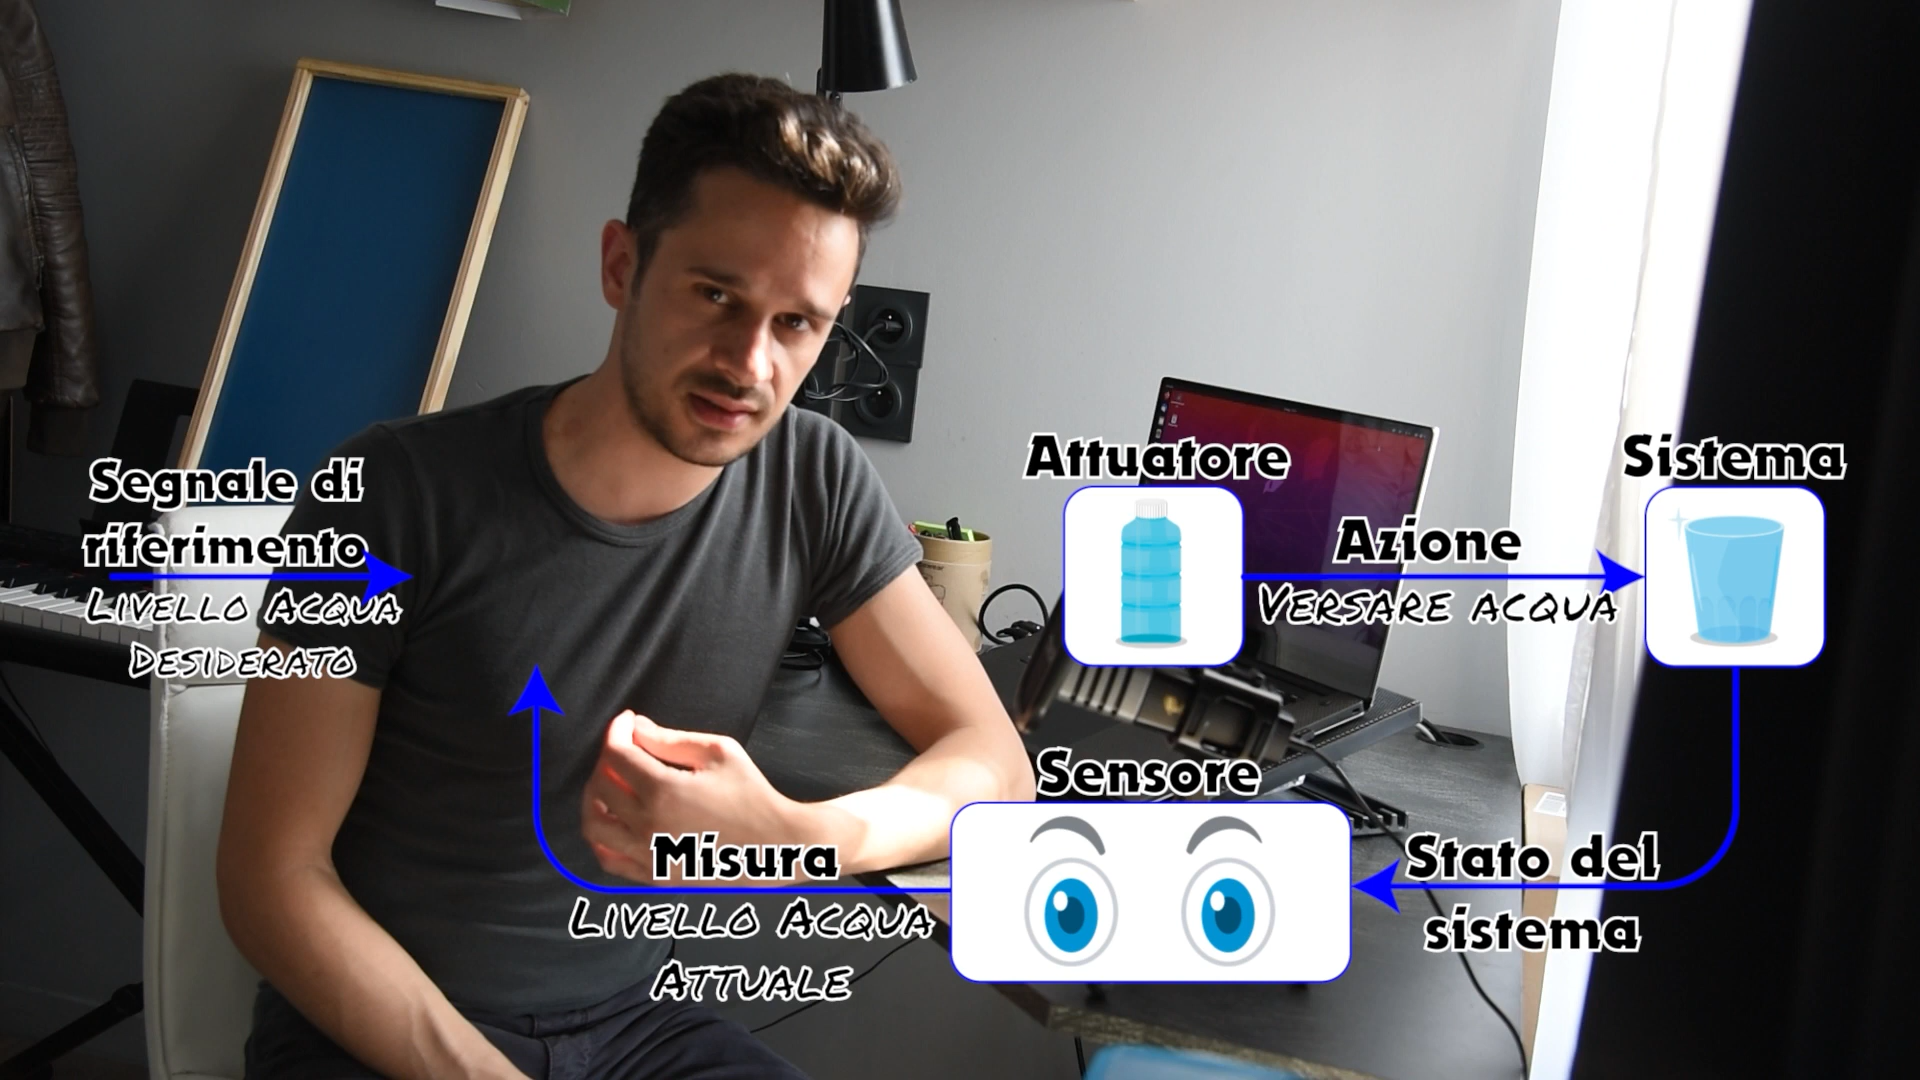 Segnale di
riferimento
Livello Acqua
Desiderato
Attuatore
Azione
Versare acqua
Sistema
Sensore
Misura
Livello Acqua
Attuale
Stato del
sistema